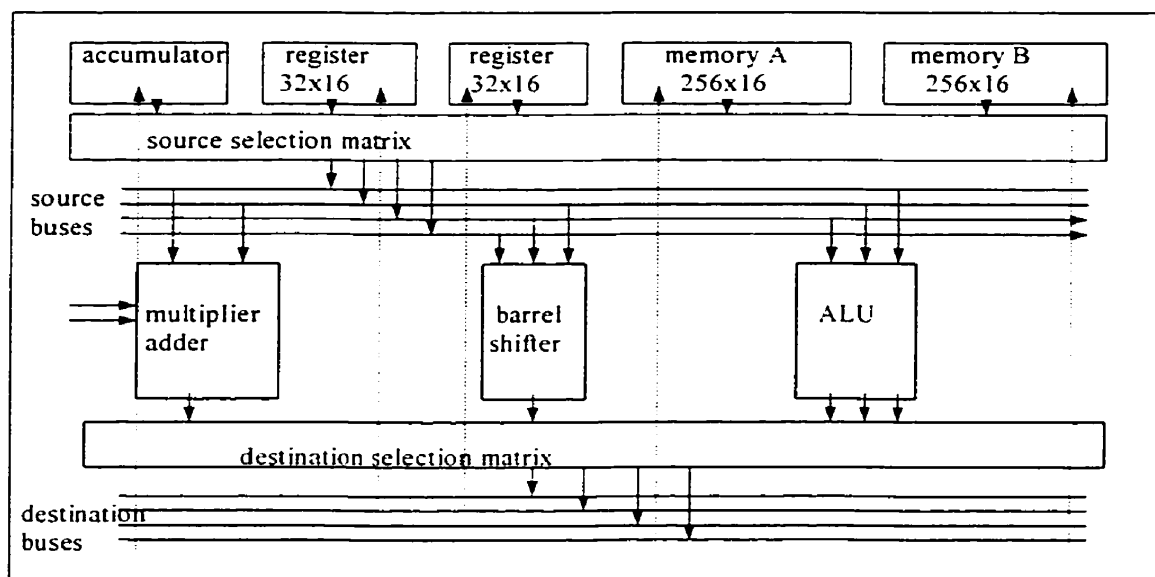 accumulator
register
32x16
register
32x16
memory A
256x16
memory B
256x16
source selection matrix
source
buses
multiplier
adder
barrel
shifter
ALU
destination selection matrix
destination
buses